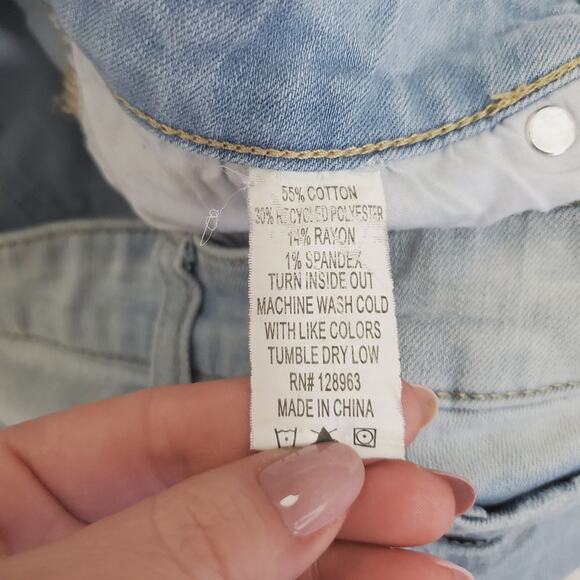 55% COTTON
30% RECYCLED POLYESTER
14% RAYON
1% SPANDEX
TURN INSIDE OUT
MACHINE WASH COLD
WITH LIKE COLORS
TUMBLE DRY LOW
RN# 128963
MADE IN CHINA